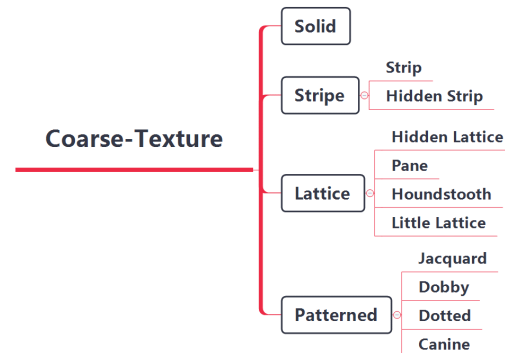 Coarse-Texture
Solid
Stripe
Strip
Hidden Strip
Lattice
Hidden Lattice
Pane
Houndstooth
Little Lattice
Patterned
Jacquard
Dobby
Dotted
Canine